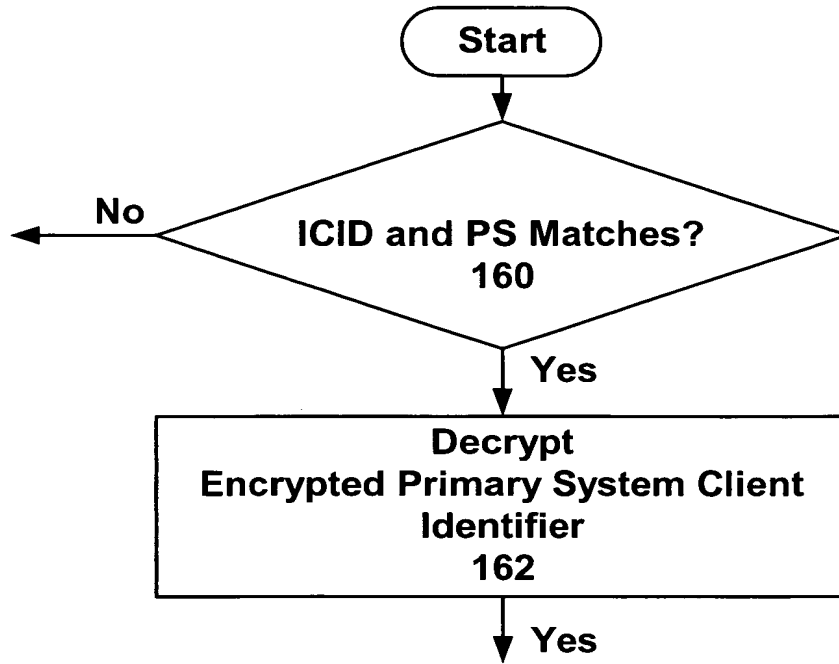 Start
No
ICID and PS Matches?
160
Yes
Decrypt
Encrypted Primary System Client
Identifier
162
Yes